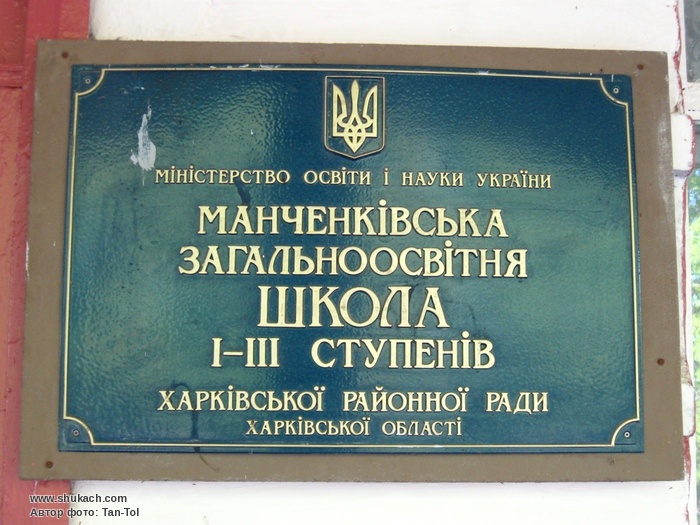 МІНІСТЕРСТВО ОСВІТИ І НАУКИ УКРАЇНИ
МАНЧЕНКІВСЬКА
ЗАГАЛЬНООСВІТНЯ
ШКОЛА
І–ІІІ СТУПЕНІВ
ХАРКІВСЬКОЇ РАЙОННОЇ РАДИ
ХАРКІВСЬКОЇ ОБЛАСТІ
www.shukach.com
Автор фото: Tan-Tol